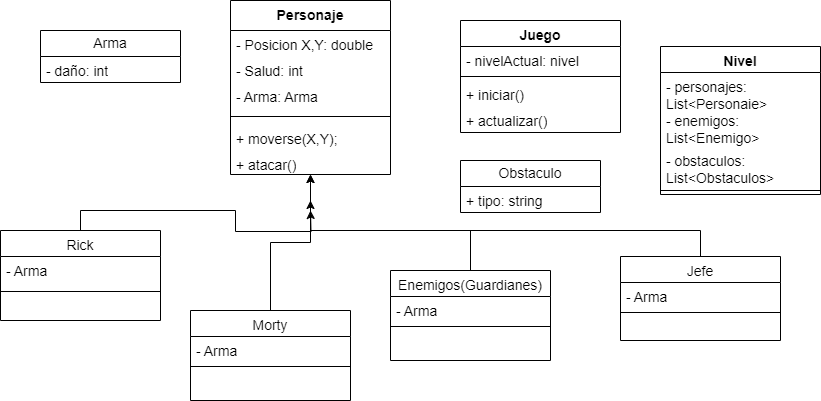 Arma
- daño: int
Personaje
- Posicion X,Y: double
- Salud: int
- Arma: Arma
+ moverse(X,Y);
+ atacar()
Juego
- nivelActual: nivel
+ iniciar()
+ actualizar()
Nivel
- personajes:
List<Personaie>
- enemigos:
List<Enemigo>
- obstaculos:
List<Obstaculos>
Obstaculo
+ tipo: string
Rick
- Arma
Morty
- Arma
Enemigos(Guardianes)
- Arma
Jefe
- Arma